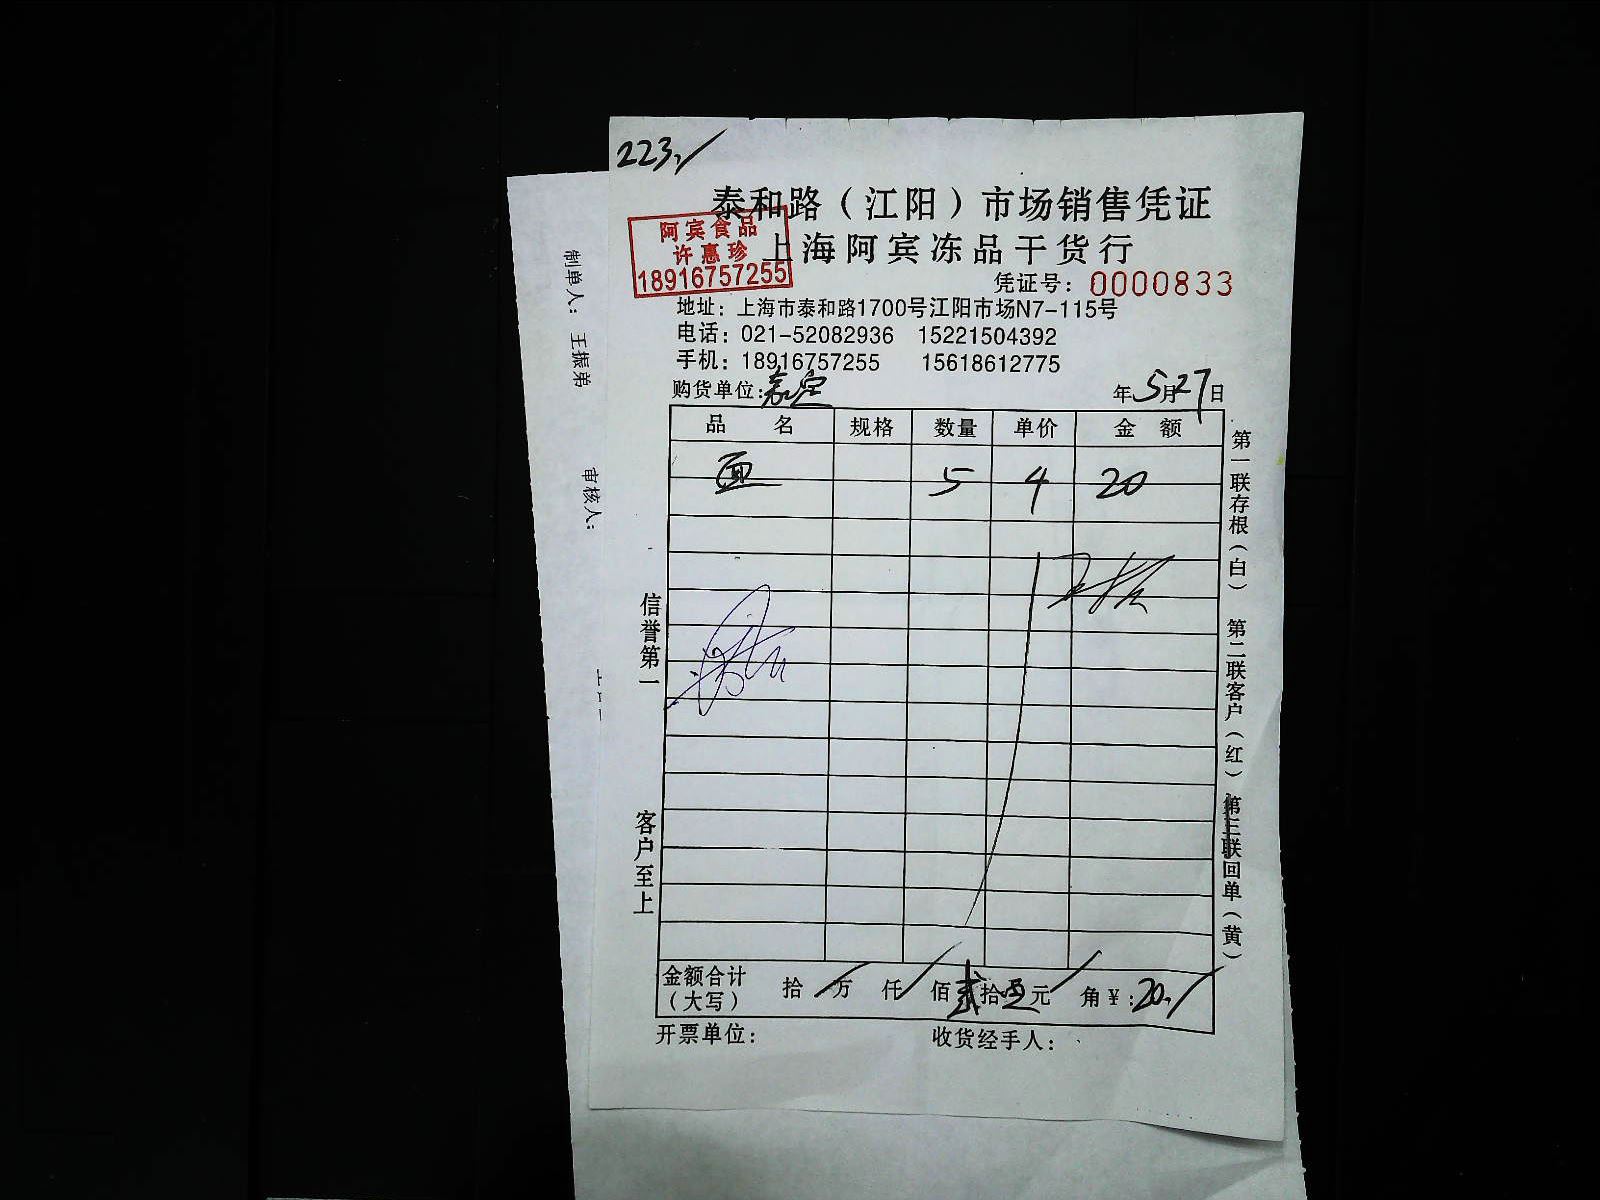 223
泰和路（江阳）市场销售凭证
阿宾食品
许惠珍
18916757255
上海阿宾冻品干货行
凭证号：0000833
地址：上海市泰和路1700号江阳市场N7-115号
电话：021-52082936 15221504392
手机：18916757255 15618612775
购货单位：嘉定 年5月27日
品名 规格 数量 单价 金额
面 5 4 20
信誉第一
客户至上
金额合计（大写） 拾 万 仟 佰 贰拾 元 角 ¥：20
开票单位： 收货经手人：
第一联存根（白） 第二联客户（红） 第三联回单（黄）
制单人：王振弟 审核人：